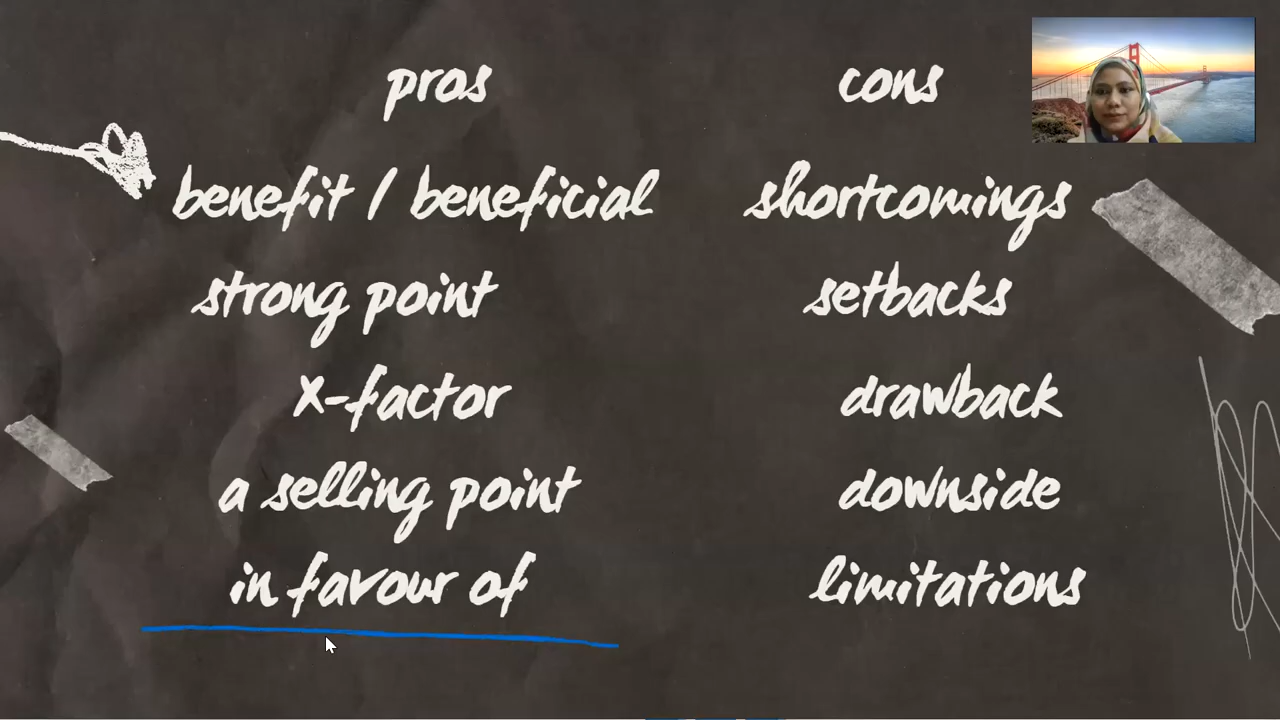 pros
cons
benefit / beneficial
shortcomings
strong point
setbacks
X-factor
drawback
a selling point
downside
in favour of
limitations